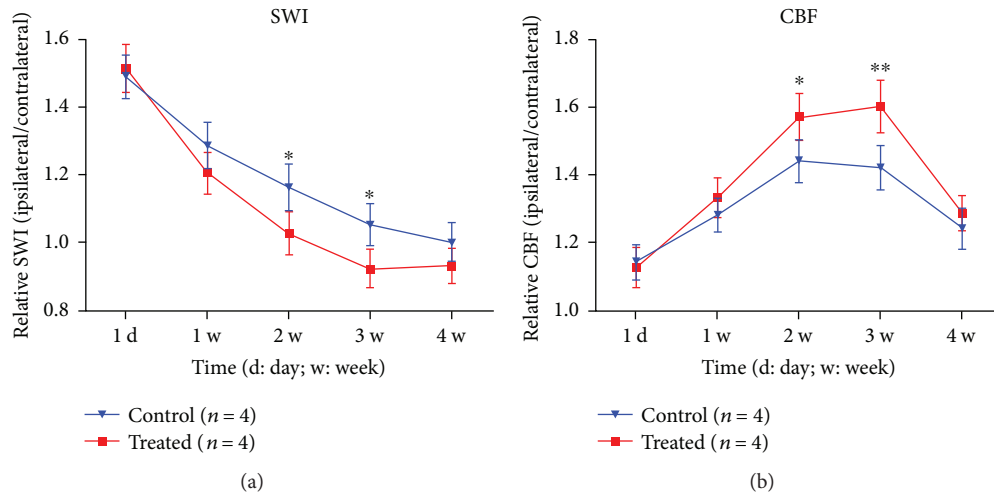 SWI
Relative SWI (ipsilateral/contralateral)
1.6
1.4
1.2
1.0
0.8
*
*
1 d
1 w
2 w
3 w
4 w
Time (d: day; w: week)
Control (n = 4)
Treated (n = 4)
(a)
CBF
Relative CBF (ipsilateral/contralateral)
1.8
1.6
1.4
1.2
1.0
*
**
1 d
1 w
2 w
3 w
4 w
Time (d: day; w: week)
Control (n = 4)
Treated (n = 4)
(b)